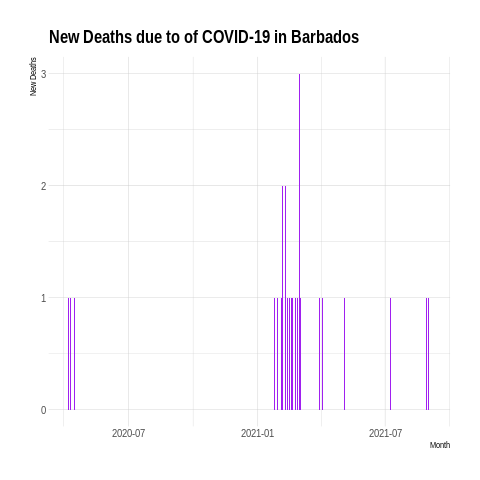 New Deaths due to of COVID-19 in Barbados
New Deaths
3
2
1
0
2020-07
2021-01
2021-07
Month